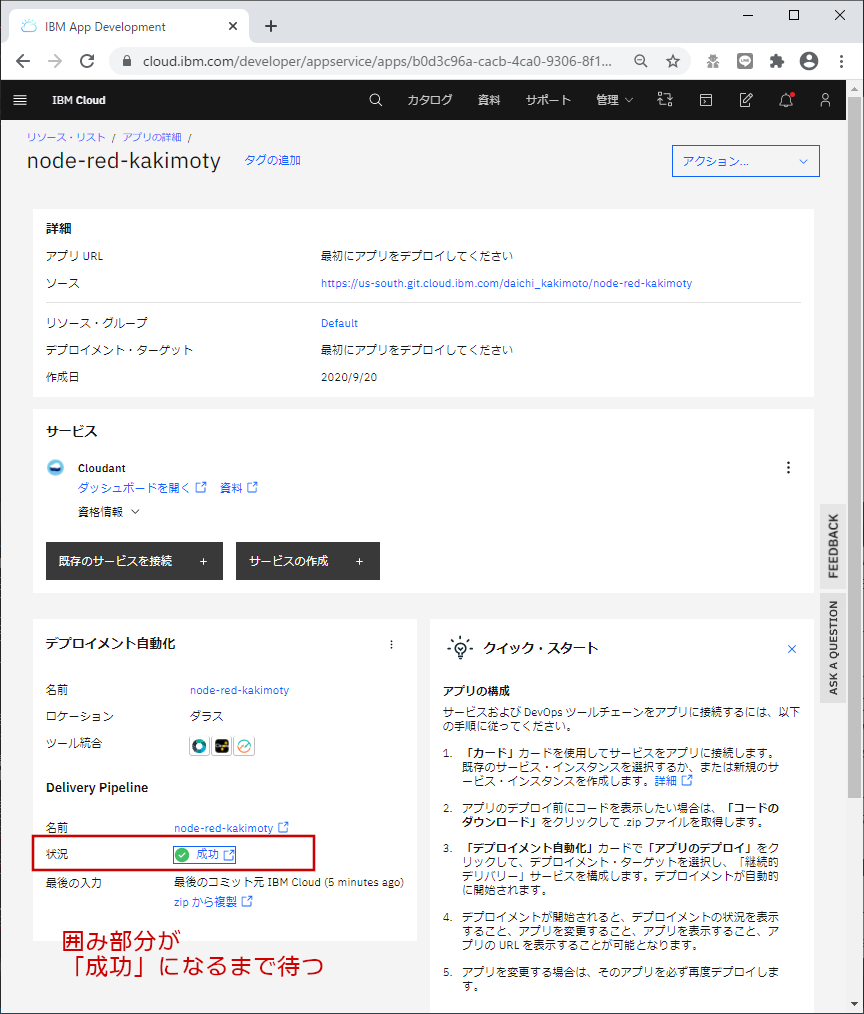 IBM App Development
cloud.ibm.com/developer/appservice/apps/b0d3c96a-cacb-4ca0-9306-8f1...
IBM Cloud
カタログ
資料
サポート
管理
リソース・リスト / アプリの詳細 /
node-red-kakimoty
タグの追加
アクション...
詳細
アプリ URL
最初にアプリをデプロイしてください
ソース
https://us-south.git.cloud.ibm.com/daichi_kakimoto/node-red-kakimoty
リソース・グループ
Default
デプロイメント・ターゲット
最初にアプリをデプロイしてください
作成日
2020/9/20
サービス
Cloudant
ダッシュボードを開く
資料
資格情報
既存のサービスを接続 +
サービスの作成 +
FEEDBACK
ASK A QUESTION
デプロイメント自動化
名前
node-red-kakimoty
ロケーション
ダラス
ツール統合
Delivery Pipeline
名前
node-red-kakimoty
状況
成功
最後の入力
最後のコミット元 IBM Cloud (5 minutes ago)
zip から複製
囲み部分が
「成功」になるまで待つ
クイック・スタート
アプリの構成
サービスおよび DevOps ツールチェーンをアプリに接続するには、以下
の手順に従ってください。
1. 「カード」カードを使用してサービスをアプリに接続します。
既存のサービス・インスタンスを選択するか、または新規のサ
ービス・インスタンスを作成します。詳細
2. アプリのデプロイ前にコードを表示したい場合は、「コードの
ダウンロード」をクリックして .zip ファイルを取得します。
3. 「デプロイメント自動化」カードで「アプリのデプロイ」をク
リックして、デプロイメント・ターゲットを選択し、「継続的
デリバリー」サービスを構成します。デプロイメントが自動的
に開始されます。
4. デプロイメントが開始されると、デプロイメントの状況を表示
すること、アプリを変更すること、アプリを表示すること、ア
プリの URL を表示することが可能となります。
5. アプリを変更する場合は、そのアプリを必ず再度デプロイしま
す。